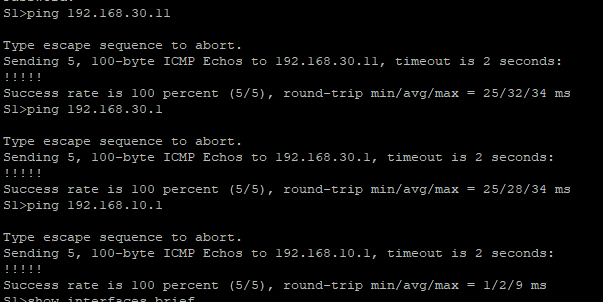 S1>ping 192.168.30.11
Type escape sequence to abort.
Sending 5, 100-byte ICMP Echos to 192.168.30.11, timeout is 2 seconds:
!!!!!
Success rate is 100 percent (5/5), round-trip min/avg/max = 25/32/34 ms
S1>ping 192.168.30.1
Type escape sequence to abort.
Sending 5, 100-byte ICMP Echos to 192.168.30.1, timeout is 2 seconds:
!!!!!
Success rate is 100 percent (5/5), round-trip min/avg/max = 25/28/34 ms
S1>ping 192.168.10.1
Type escape sequence to abort.
Sending 5, 100-byte ICMP Echos to 192.168.10.1, timeout is 2 seconds:
!!!!!
Success rate is 100 percent (5/5), round-trip min/avg/max = 1/2/9 ms
S1>show interfaces brief